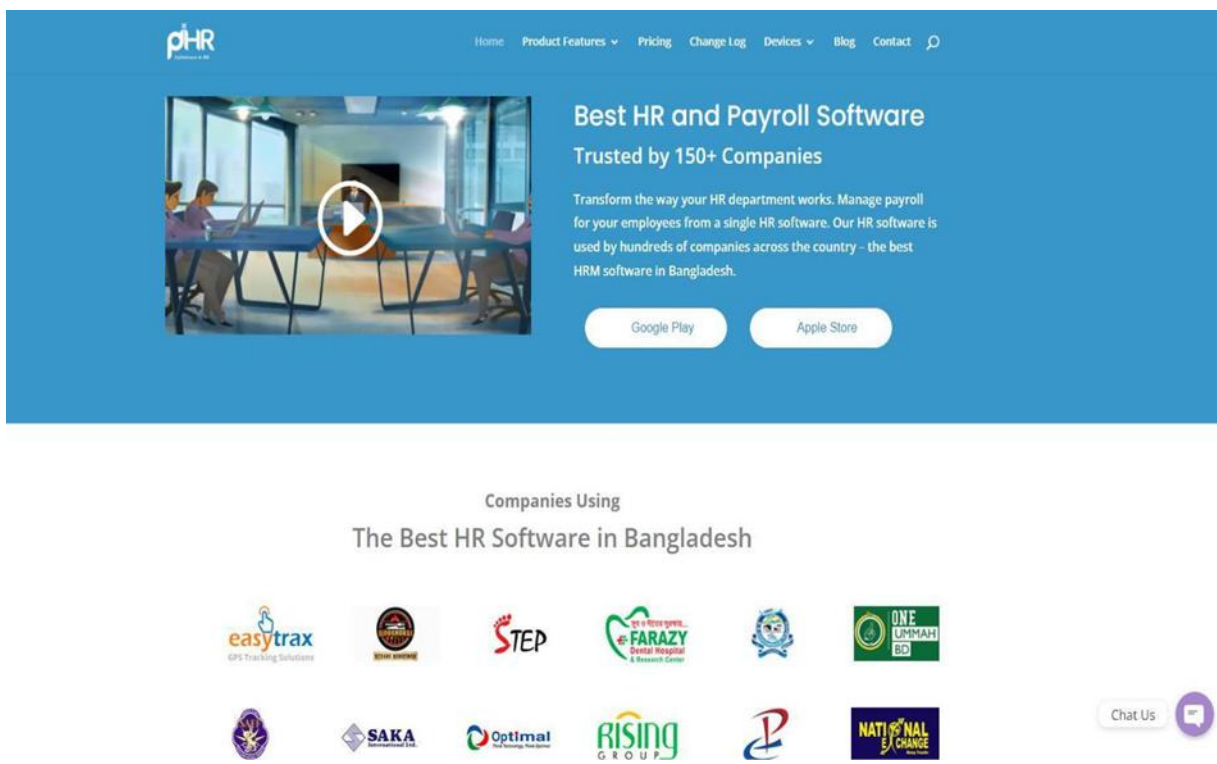 piHR
Home Product Features Pricing Change Log Devices Blog Contact
Best HR and Payroll Software
Trusted by 150+ Companies
Transform the way your HR department works. Manage payroll
for your employees from a single HR software. Our HR software is
used by hundreds of companies across the country – the best
HRM software in Bangladesh.
Google Play Apple Store
Companies Using
The Best HR Software in Bangladesh
easytrax
GPS Tracking Solutions
STEP
FARAZY
Dental Hospital
& Research Center
ONE
UMMAH
BD
SAKA
International Ltd.
Optimal
RISING
GROUP
NATIONAL
EXCHANGE
Chat Us